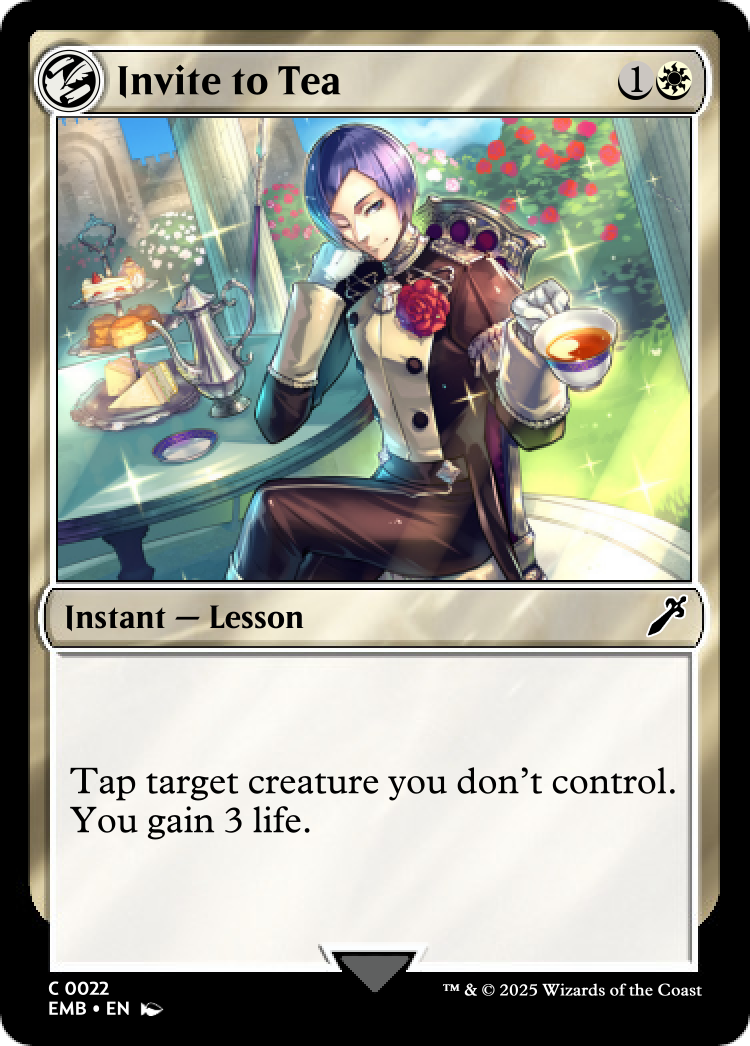 Invite to Tea 1
Instant — Lesson
Tap target creature you don't control.
You gain 3 life.
C 0022
EMB • EN
™ & © 2025 Wizards of the Coast